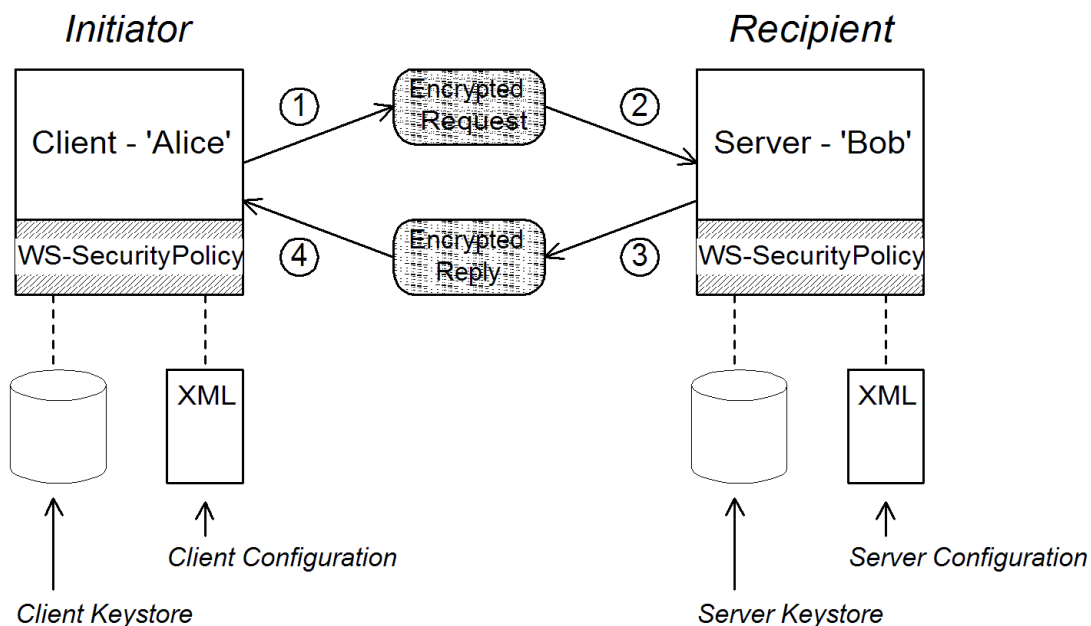 Initiator
Recipient
1
Encrypted
Request
2
Client - 'Alice'
Server - 'Bob'
WS-SecurityPolicy
4
Encrypted
Reply
3
WS-SecurityPolicy
XML
XML
Client Configuration
Server Configuration
Client Keystore
Server Keystore